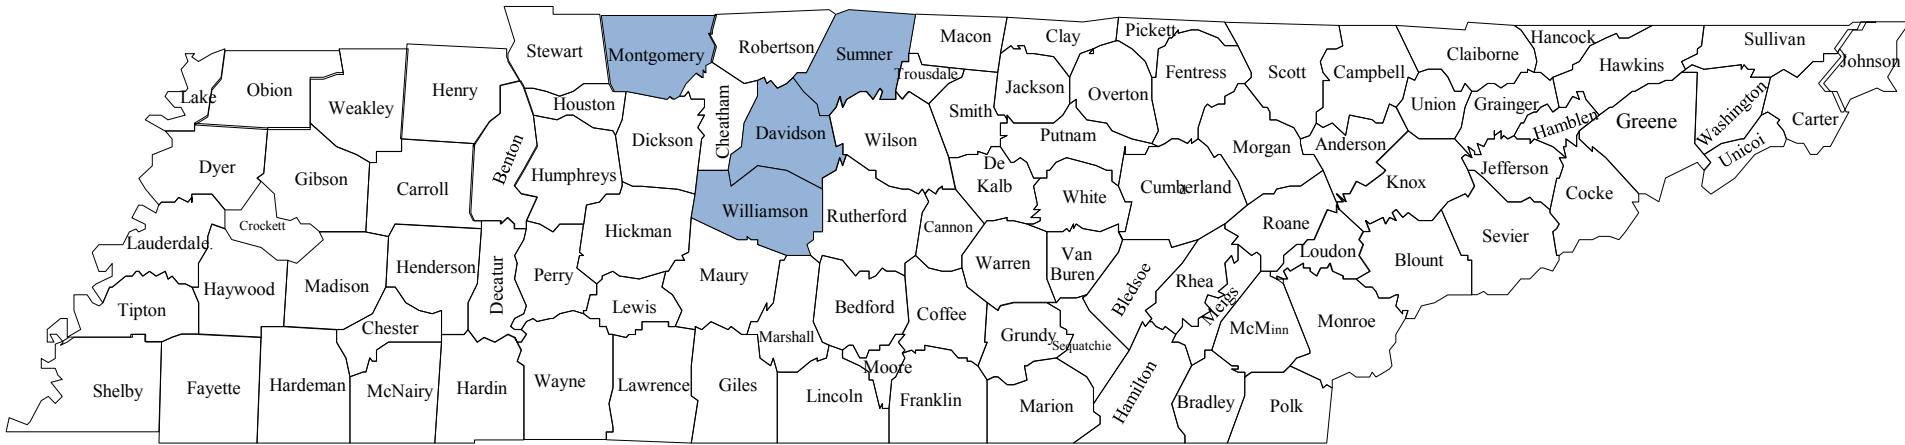 Stewart
Montgomery
Robertson
Sumner
Macon
Clay
Pickett
Fentress
Scott
Campbell
Claiborne
Hancock
Hawkins
Sullivan
Johnson
Lake
Obion
Weakley
Henry
Houston
Cheatham
Trousdale
Jackson
Overton
Union
Grainger
Hamblen
Greene
Washington
Unicoi
Carter
Dyer
Gibson
Carroll
Benton
Humphreys
Dickson
Davidson
Wilson
Smith
Putnam
De
Kalb
White
Cumberland
Morgan
Anderson
Knox
Jefferson
Cocke
Crockett
Lauderdale.
Haywood
Madison
Henderson
Decatur
Perry
Hickman
Williamson
Rutherford
Cannon
Warren
Van
Buren
Bledsoe
Rhea
Meigs
Roane
Loudon
Blount
Sevier
Tipton
Chester
Lewis
Maury
Marshall
Bedford
Coffee
Grundy
Sequatchie
McMinn
Monroe
Shelby
Fayette
Hardeman
McNairy
Hardin
Wayne
Lawrence
Giles
Lincoln
Moore
Franklin
Marion
Hamilton
Bradley
Polk